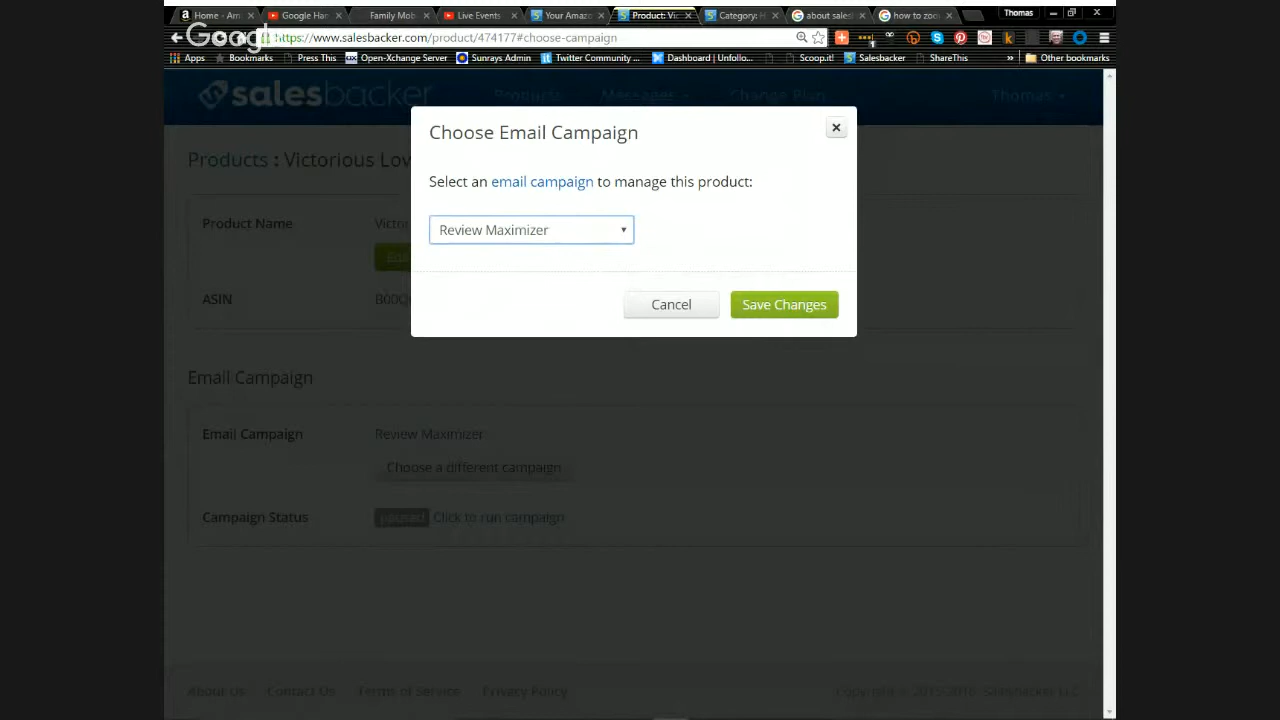 Home - Am
Google Han
Family Mob
Live Events
Your Amazo
Product: Vic
Category: H
about sales
how to zoo
Thomas
Google
https://www.salesbacker.com/product/474177#choose-campaign
Apps
Bookmarks
Press This
Open-Xchange Server
Sunrays Admin
Twitter Community ...
Dashboard | Unfollo...
Scoop.it!
Salesbacker
ShareThis
»
Other bookmarks
salesbacker
Products
Messages
Change Plan
Thomas
Choose Email Campaign
Products : Victorious Lov
Select an email campaign to manage this product:
Product Name
Victor
Review Maximizer
ASIN
Cancel
Save Changes
Email Campaign
Email Campaign
Review Maximizer
Choose a different campaign
Campaign Status
paused Click to run campaign
About Us
Contact Us
Terms of Service
Privacy Policy
Copyright © 2015-2016, Salesbacker LLC